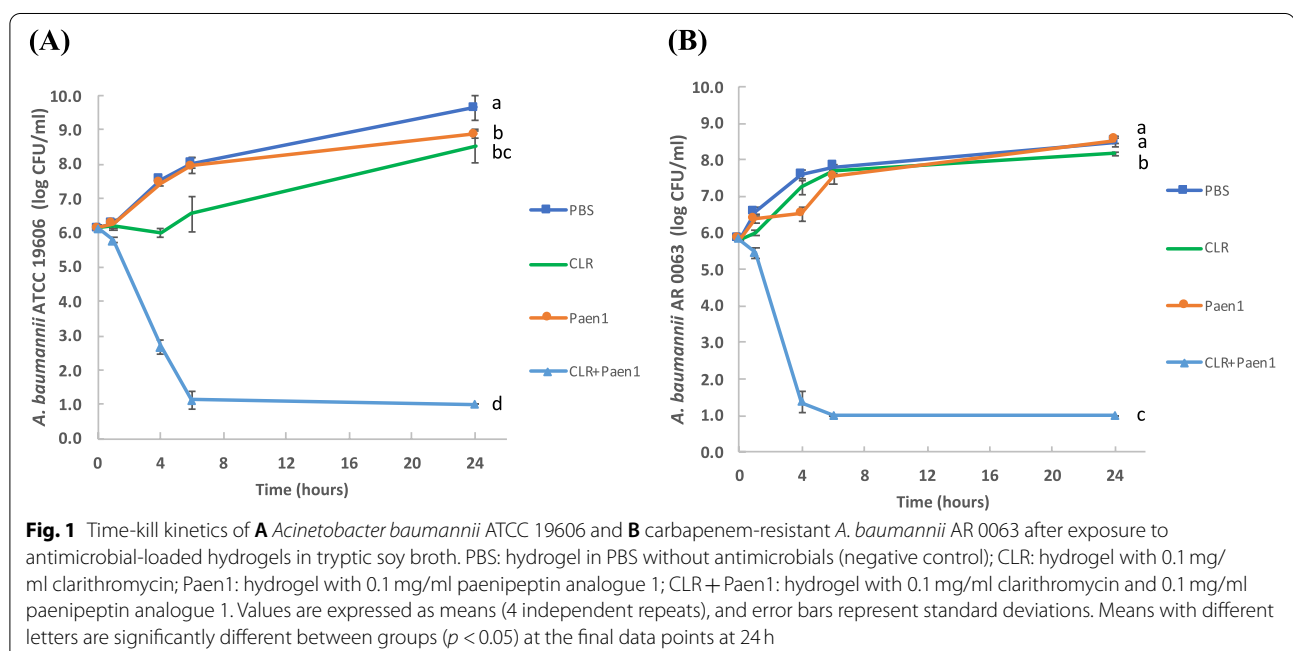 (A)
A. baumannii ATCC 19606 (log CFU/ml)
10.0
9.0
8.0
7.0
6.0
5.0
4.0
3.0
2.0
1.0
0.0
0 4 8 12 16 20 24
Time (hours)
a
b
bc
d
PBS
CLR
Paen1
CLR+Paen1
(B)
A. baumannii AR 0063 (log CFU/ml)
10.0
9.0
8.0
7.0
6.0
5.0
4.0
3.0
2.0
1.0
0.0
0 4 8 12 16 20 24
Time (hours)
a
a
b
c
PBS
CLR
Paen1
CLR+Paen1
Fig. 1 Time-kill kinetics of A Acinetobacter baumannii ATCC 19606 and B carbapenem-resistant A. baumannii AR 0063 after exposure to
antimicrobial-loaded hydrogels in tryptic soy broth. PBS: hydrogel in PBS without antimicrobials (negative control); CLR: hydrogel with 0.1 mg/
ml clarithromycin; Paen1: hydrogel with 0.1 mg/ml paenipeptin analogue 1; CLR + Paen1: hydrogel with 0.1 mg/ml clarithromycin and 0.1 mg/ml
paenipeptin analogue 1. Values are expressed as means (4 independent repeats), and error bars represent standard deviations. Means with different
letters are significantly different between groups (p < 0.05) at the final data points at 24 h